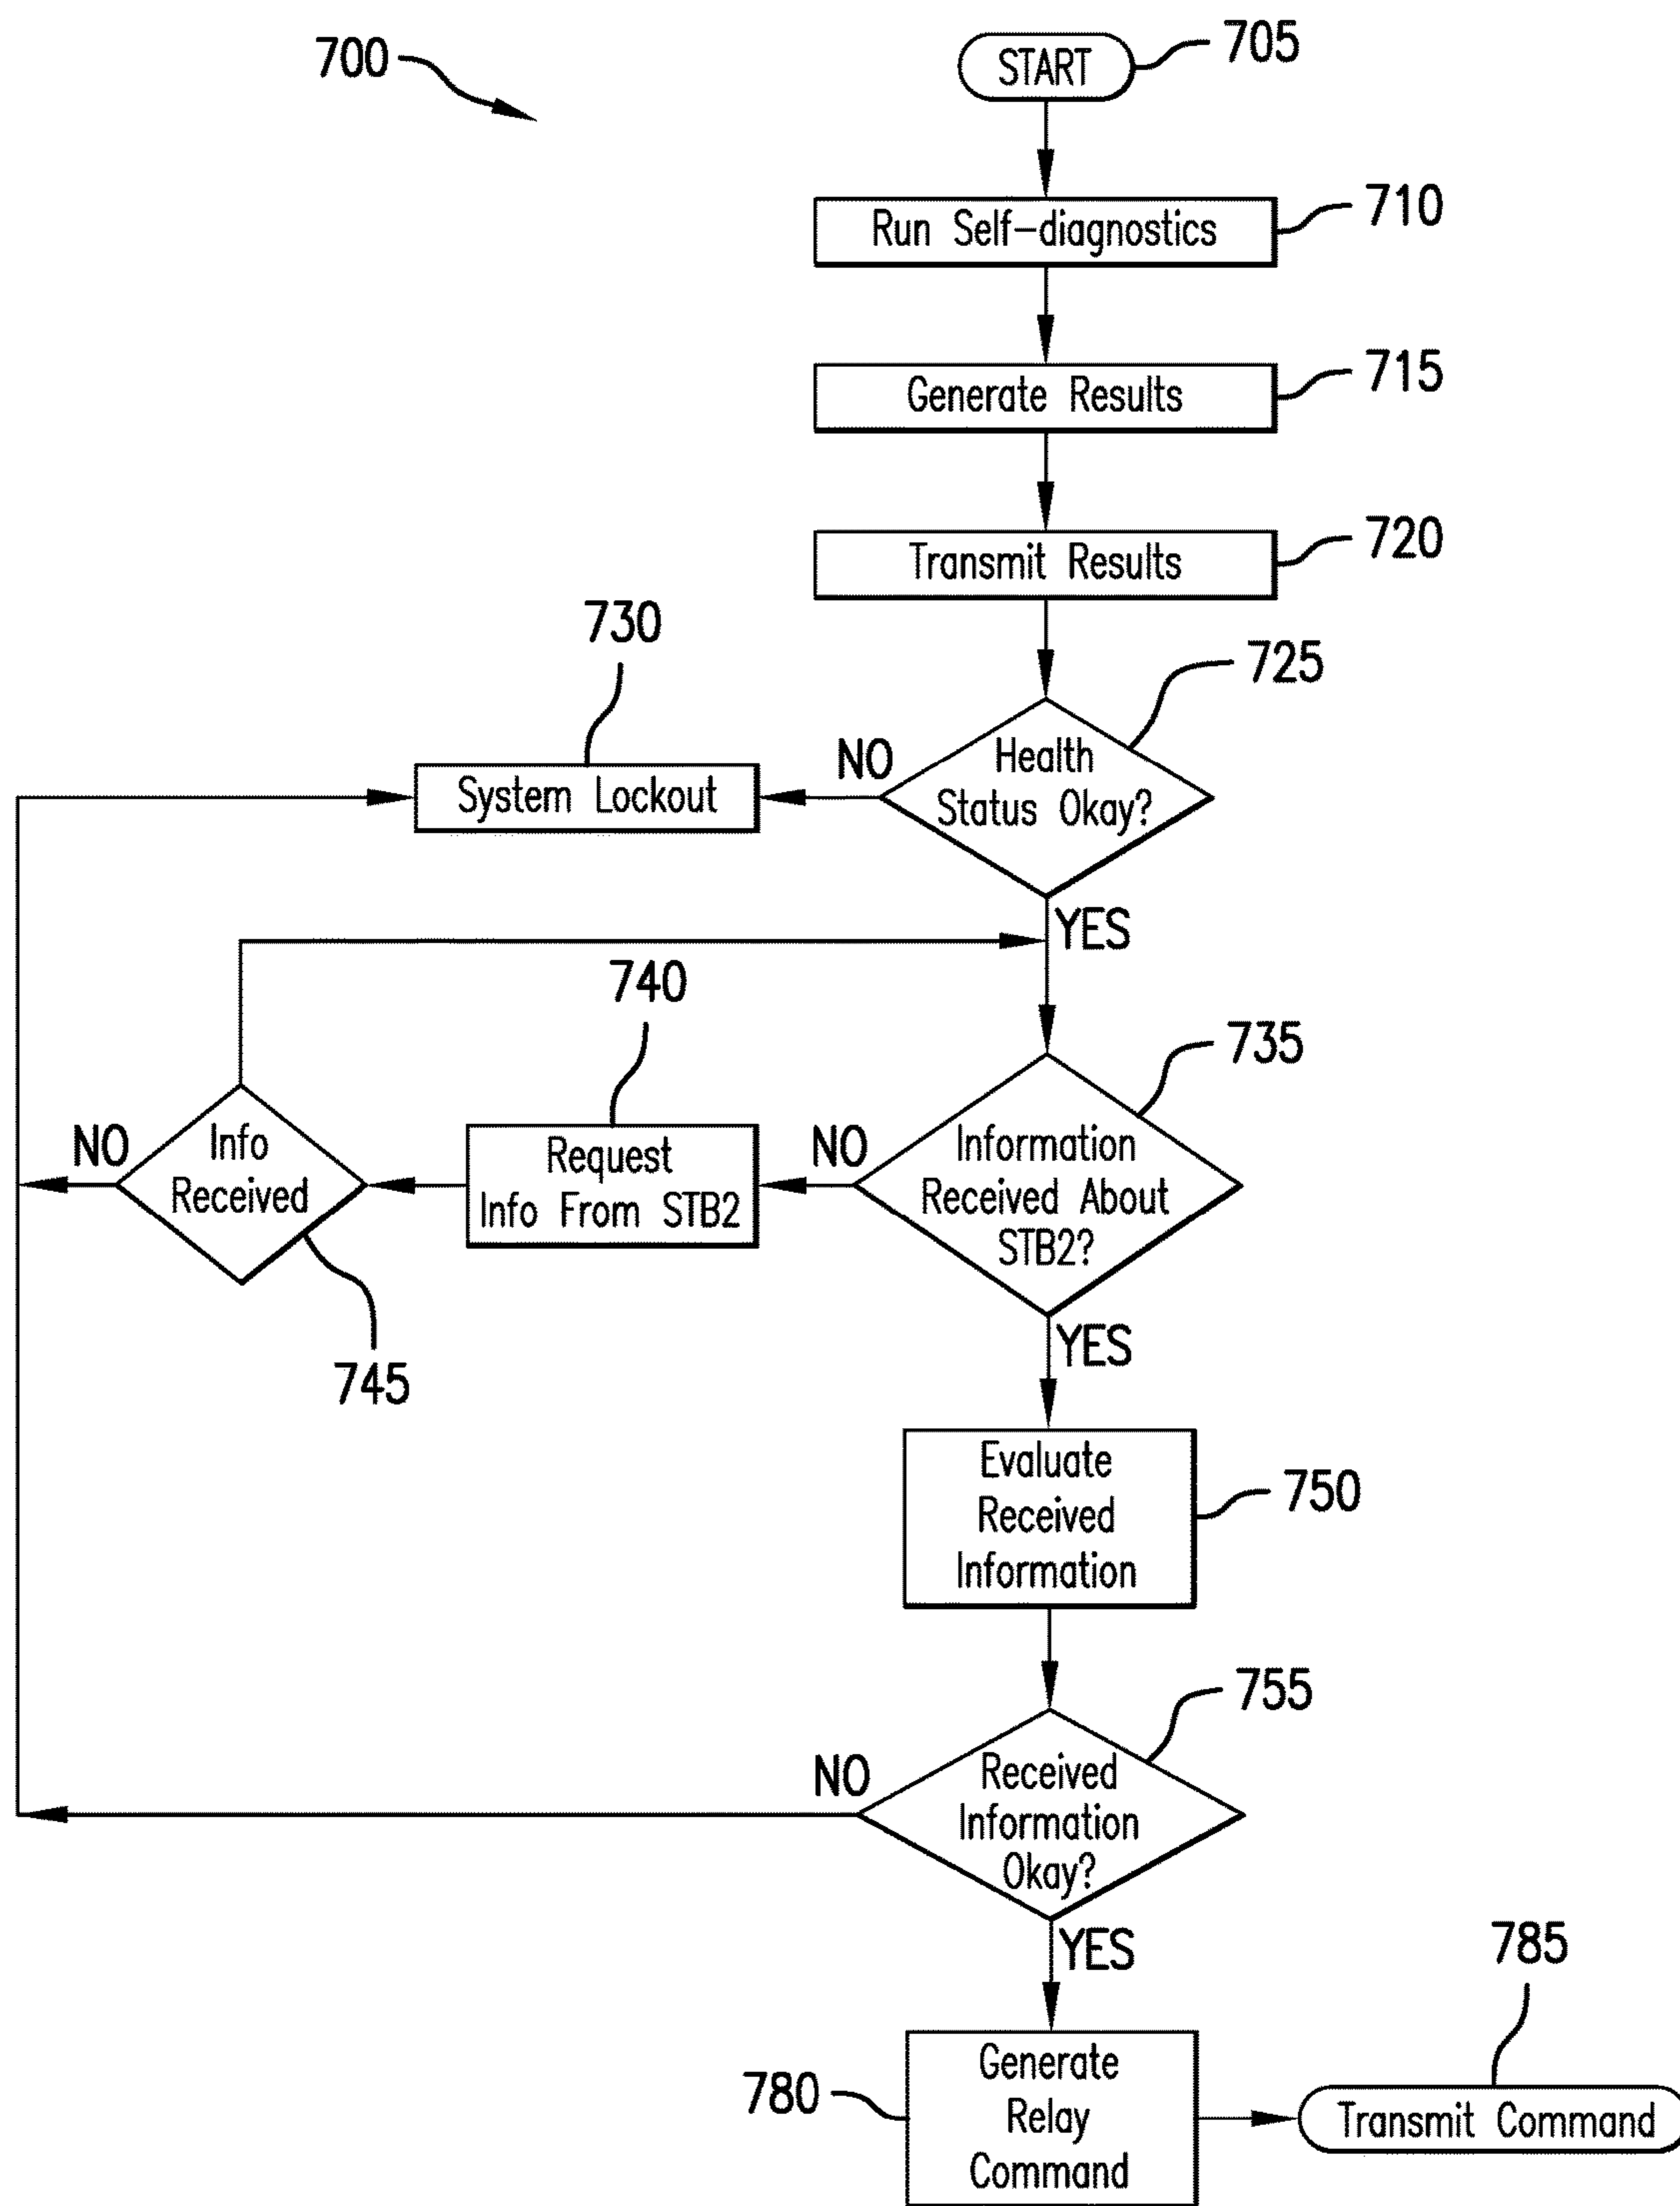 700
START
705
Run Self-diagnostics
710
Generate Results
715
Transmit Results
720
730
725
System Lockout
NO
Health
Status Okay?
YES
740
735
NO
Info
Received
Request
Info From STB2
NO
Information
Received About
STB2?
745
YES
Evaluate
Received
Information
750
755
NO
Received
Information
Okay?
YES
785
780
Generate
Relay
Command
Transmit Command